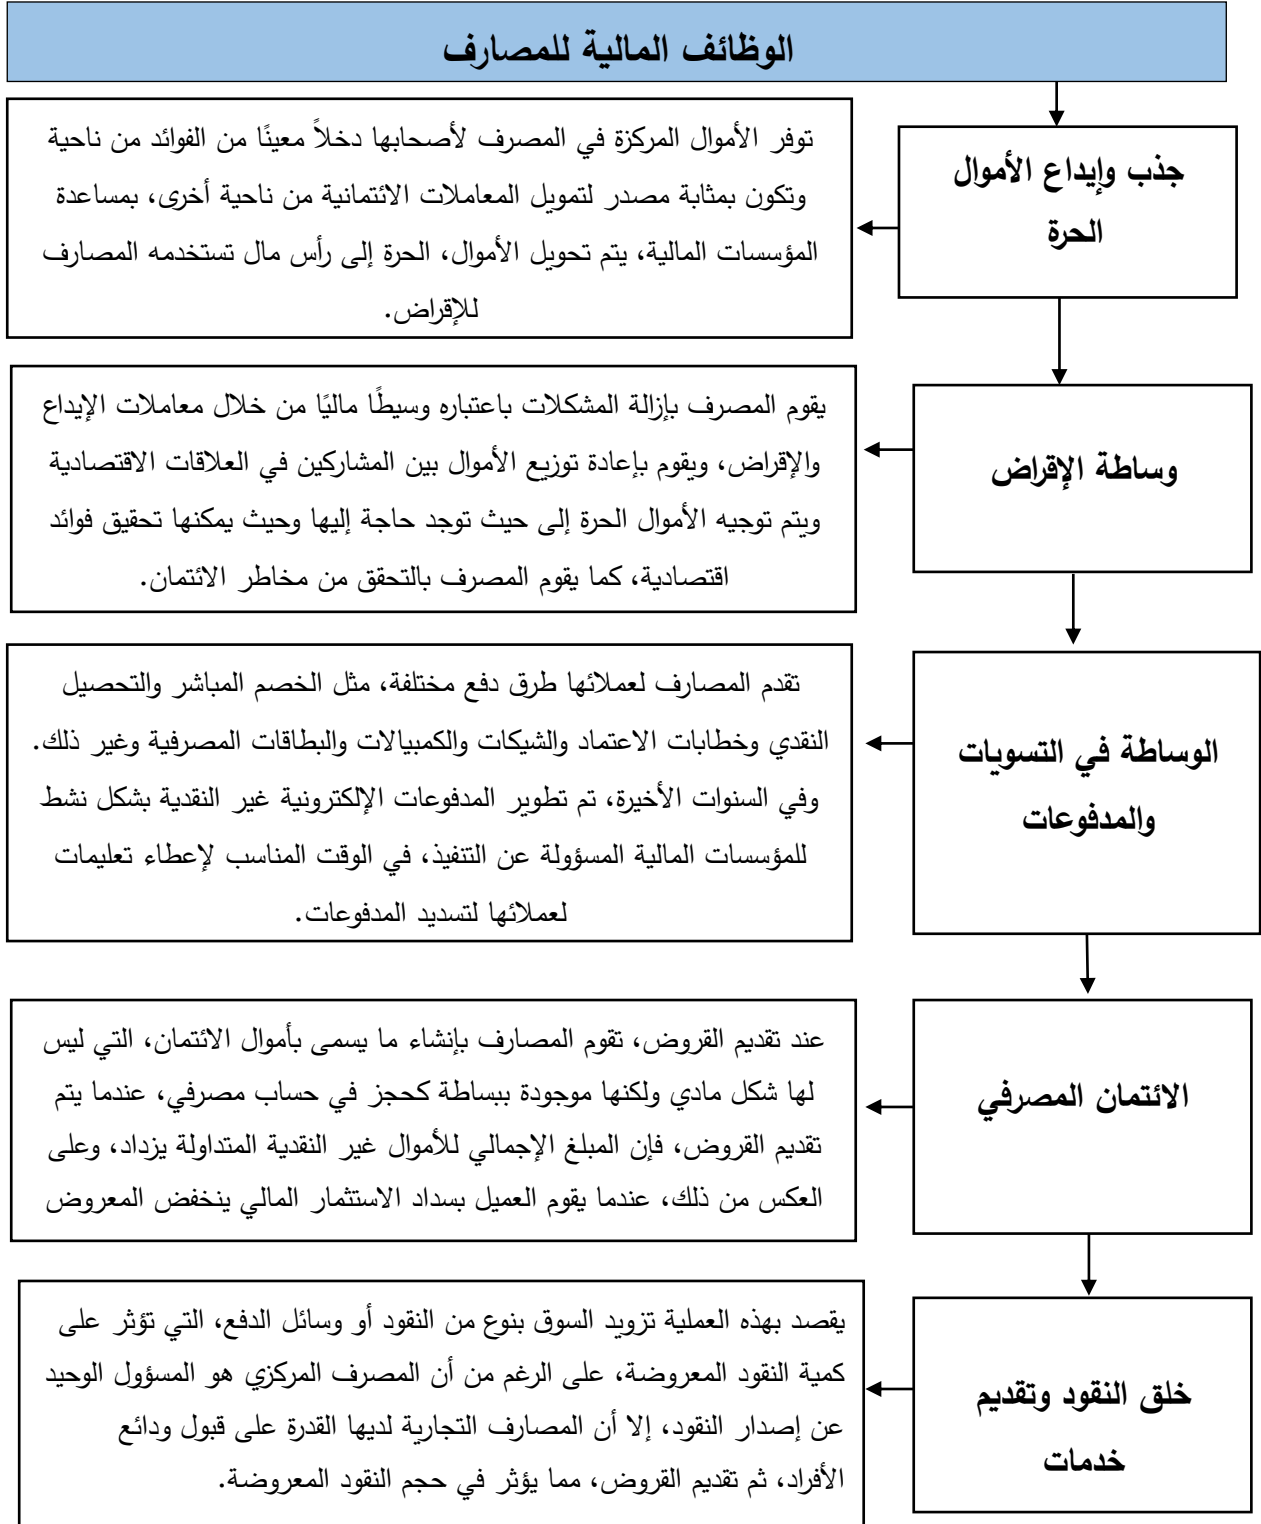 الوظائف المالية للمصارف
جذب وإيداع الأموال
الحرة
توفر الأموال المركزة في المصرف لأصحابها دخلاً معينًا من الفوائد من ناحية
وتكون بمثابة مصدر لتمويل المعاملات الائتمانية من ناحية أخرى، بمساعدة
المؤسسات المالية، يتم تحويل الأموال، الحرة إلى رأس مال تستخدمه المصارف
للإقراض.
وساطة الإقراض
يقوم المصرف بإزالة المشكلات باعتباره وسيطًا ماليًا من خلال معاملات الإيداع
والإقراض، ويقوم بإعادة توزيع الأموال بين المشاركين في العلاقات الاقتصادية
ويتم توجيه الأموال الحرة إلى حيث توجد حاجة إليها وحيث يمكنها تحقيق فوائد
اقتصادية، كما يقوم المصرف بالتحقق من مخاطر الائتمان.
الوساطة في التسويات
والمدفوعات
تقدم المصارف لعملائها طرق دفع مختلفة، مثل الخصم المباشر والتحصيل
النقدي وخطابات الاعتماد والشيكات والكمبيالات والبطاقات المصرفية وغير ذلك.
وفي السنوات الأخيرة، تم تطوير المدفوعات الإلكترونية غير النقدية بشكل نشط
للمؤسسات المالية المسؤولة عن التنفيذ، في الوقت المناسب لإعطاء تعليمات
لعملائها لتسديد المدفوعات.
الائتمان المصرفي
عند تقديم القروض، تقوم المصارف بإنشاء ما يسمى بأموال الائتمان، التي ليس
لها شكل مادي ولكنها موجودة ببساطة كحجز في حساب مصرفي، عندما يتم
تقديم القروض، فإن المبلغ الإجمالي للأموال غير النقدية المتداولة يزداد، وعلى
العكس من ذلك، عندما يقوم العميل بسداد الاستثمار المالي ينخفض المعروض
خلق النقود وتقديم
خدمات
يقصد بهذه العملية تزويد السوق بنوع من النقود أو وسائل الدفع، التي تؤثر على
كمية النقود المعروضة، على الرغم من أن المصرف المركزي هو المسؤول الوحيد
عن إصدار النقود، إلا أن المصارف التجارية لديها القدرة على قبول ودائع
الأفراد، ثم تقديم القروض، مما يؤثر في حجم النقود المعروضة.